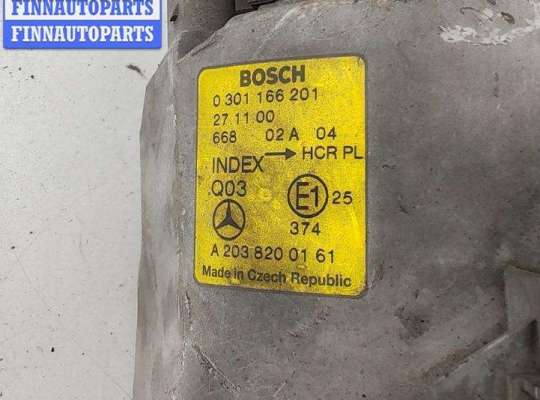 FINNAUTOPARTS
FINNAUTOPARTS
BOSCH
0 301 166 201
27 11 00
668 02 A 04
INDEX → HCR PL
Q03
E1 25
374
A 203 820 01 61
Made in Czech Republic